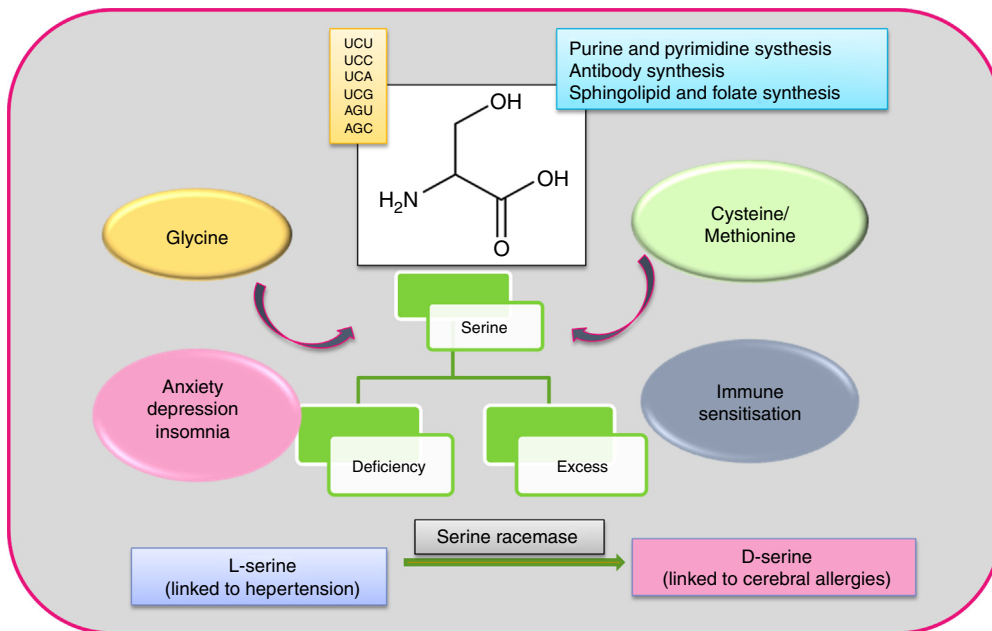 UCU
UCC
UCA
UCG
AGU
AGC
Purine and pyrimidine systhesis
Antibody synthesis
Sphingolipid and folate synthesis
OH
H2N
OH
O
Glycine
Cysteine/
Methionine
Serine
Anxiety
depression
insomnia
Immune
sensitisation
Deficiency
Excess
Serine racemase
L-serine
(linked to hepertension)
D-serine
(linked to cerebral allergies)